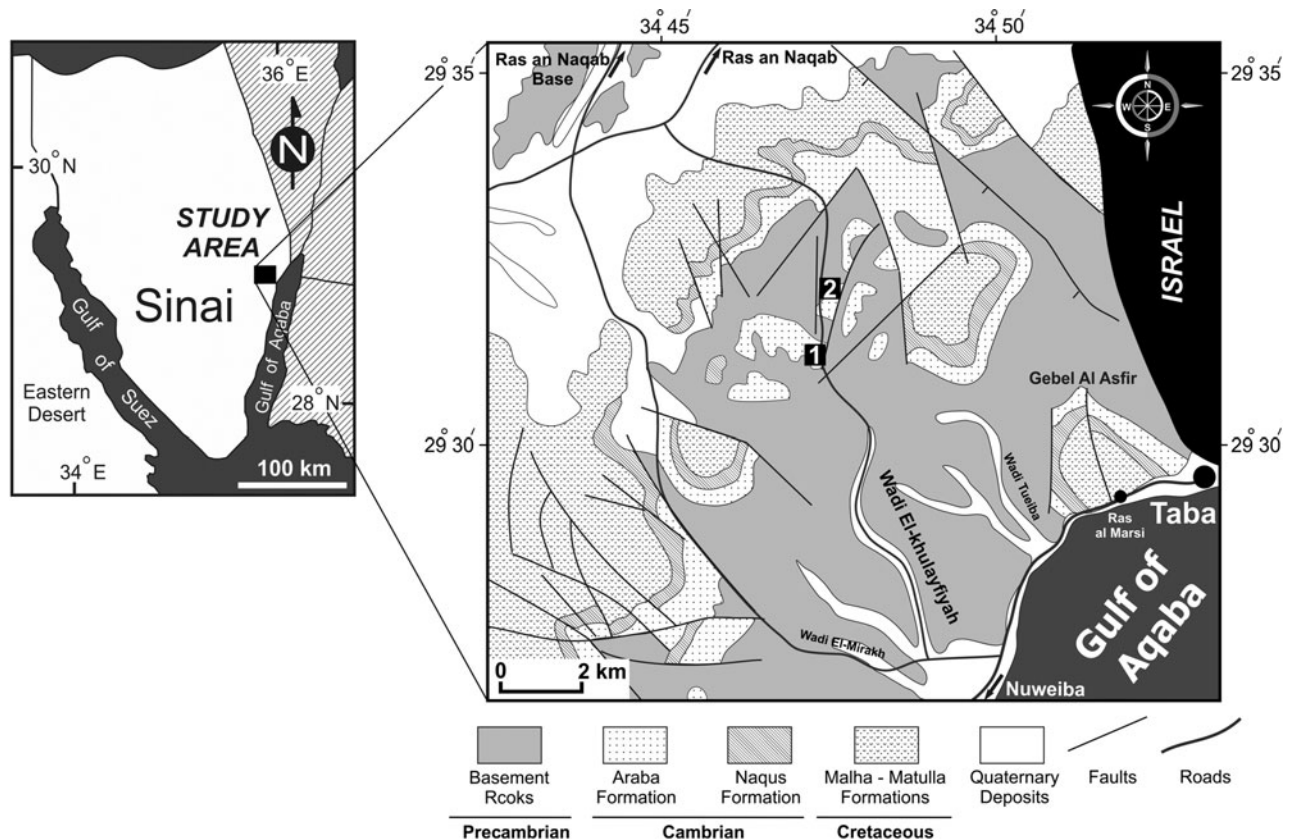 36°E
N
30°N
STUDY
AREA
Sinai
Gulf of Suez
Gulf of Aqaba
Eastern
Desert
28°N
34°E
100 km
34° 45′
34° 50′
29° 35′
29° 35′
Ras an Naqab
Base
Ras an Naqab
N
W E
S
ISRAEL
2
1
Gebel Al Asfir
29° 30′
29° 30′
Wadi El-khulayfiyah
Wadi Tueiba
Ras
al Marsi
Taba
Gulf of
Aqaba
Wadi El-Mirakh
0 2 km
Nuweiba
29° 30′
Basement
Rcoks
Araba
Formation
Naqus
Formation
Malha - Matulla
Formations
Quaternary
Deposits
Faults
Roads
Precambrian
Cambrian
Cretaceous